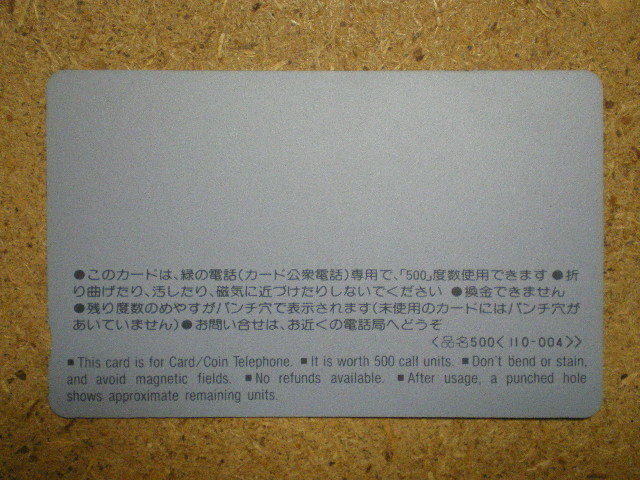 ●このカードは、緑の電話(カード公衆電話)専用で、「500」度数使用できます ●折
り曲げたり、汚したり、磁気に近づけたりしないでください ●換金できません
●残り度数のめやすがパンチ穴で表示されます(未使用のカードにはパンチ穴が
あいていません)●お問い合せは、お近くの電話局へどうぞ
〈品名500〈110-004〉〉
■ This card is for Card/Coin Telephone. ■ It is worth 500 call units. ■ Don't bend or stain,
and avoid magnetic fields. ■ No refunds available. ■ After usage, a punched hole
shows approximate remaining units.